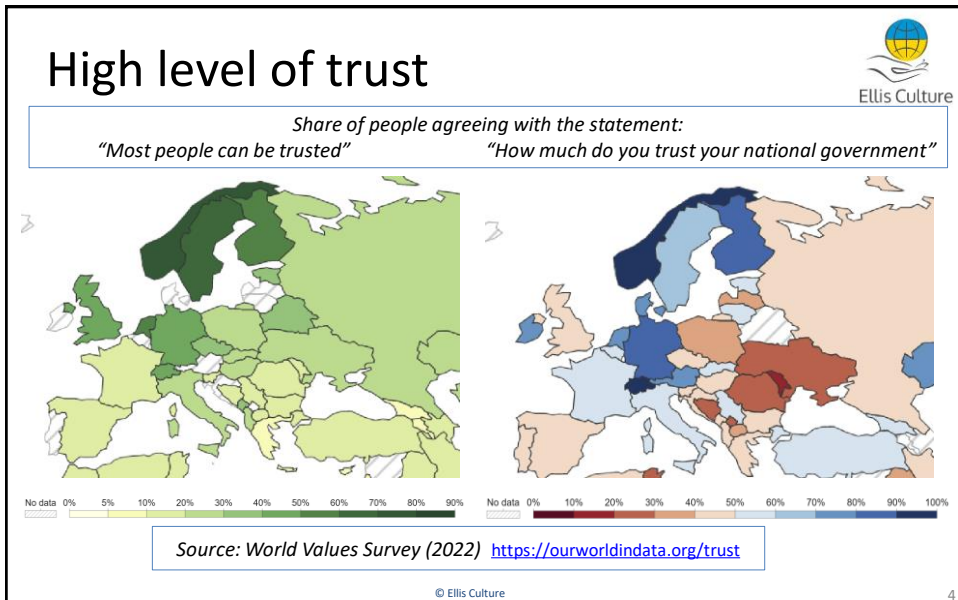 High level of trust
Ellis Culture
Share of people agreeing with the statement:
“Most people can be trusted” “How much do you trust your national government”
No data 0% 5% 10% 20% 30% 40% 50% 60% 70% 80% 90%
No data 0% 10% 20% 30% 40% 50% 60% 70% 80% 90% 100%
Source: World Values Survey (2022) https://ourworldindata.org/trust
© Ellis Culture
4